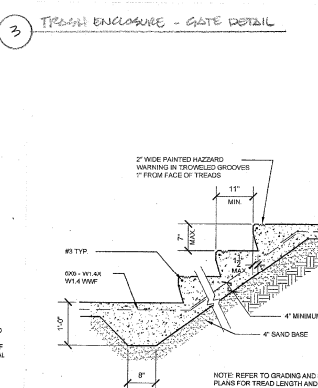 3 TRASH ENCLOSURE - GATE DETAIL
2" WIDE PAINTED HAZZARD
WARNING IN TROWELED GROOVES
1" FROM FACE OF TREADS
11"
MIN.
7"
MAX.
#3 TYP.
1/2"
MAX
6X6 - W1.4X
W1.4 WWF
1'-0"
4" MINIMUM
4" SAND BASE
8"
NOTE: REFER TO GRADING AND
PLANS FOR TREAD LENGTH AND